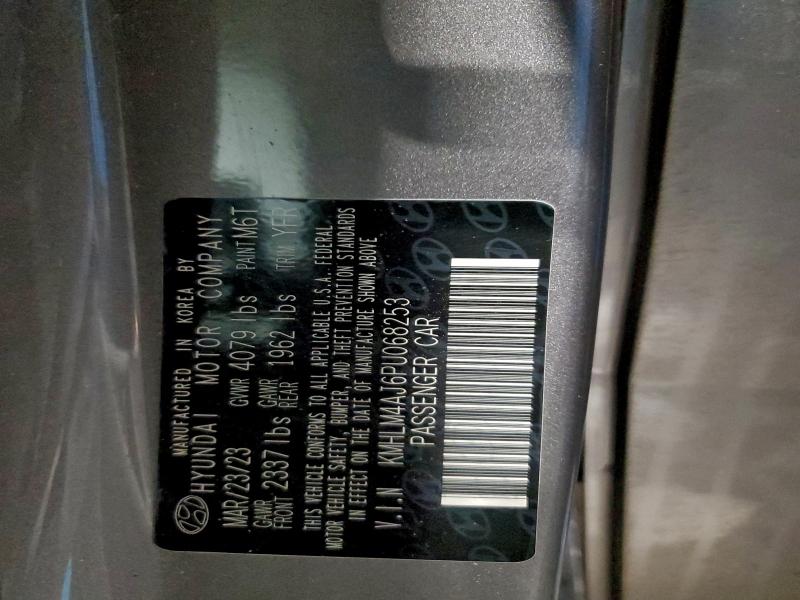 MANUFACTURED IN KOREA BY
HYUNDAI MOTOR COMPANY
MAR/23/23 GVWR 4079 lbs PAINT M6T
GAWR FRONT 2337 lbs GAWR REAR 1962 lbs TRIM YFR
THIS VEHICLE CONFORMS TO ALL APPLICABLE U.S.A. FEDERAL
MOTOR VEHICLE SAFETY, BUMPER, AND THEFT PREVENTION STANDARDS
IN EFFECT ON THE DATE OF MANUFACTURE SHOWN ABOVE
V.I.N KMHLM4AJ6PU068253
PASSENGER CAR